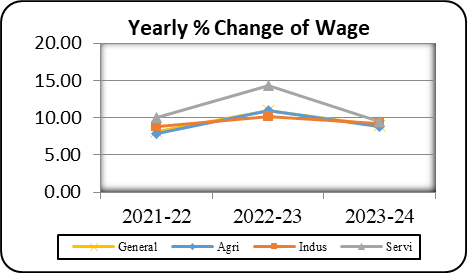 Yearly % Change of Wage
20.00
15.00
10.00
5.00
0.00
2021-22 2022-23 2023-24
General Agri Indus Servi